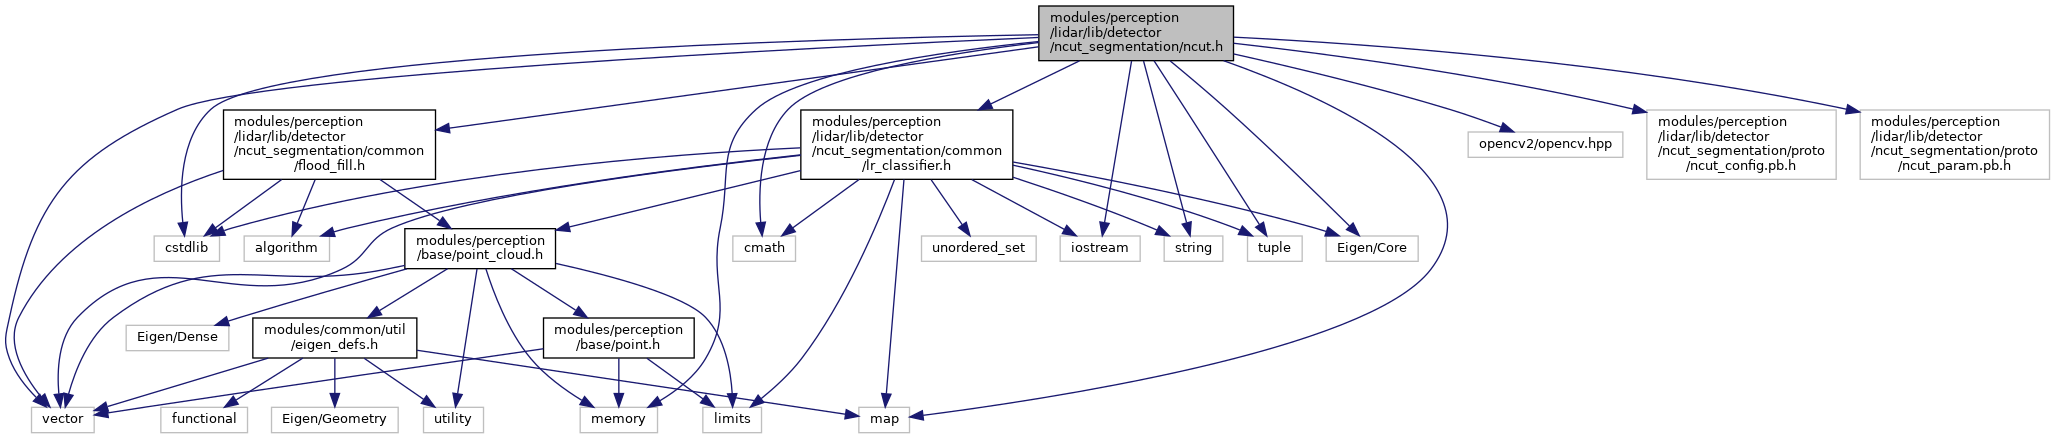 modules/perception
/lidar/lib/detector
/ncut_segmentation/ncut.h
modules/perception
/lidar/lib/detector
/ncut_segmentation/common
/flood_fill.h
modules/perception
/lidar/lib/detector
/ncut_segmentation/common
/lr_classifier.h
opencv2/opencv.hpp
modules/perception
/lidar/lib/detector
/ncut_segmentation/proto
/ncut_config.pb.h
modules/perception
/lidar/lib/detector
/ncut_segmentation/proto
/ncut_param.pb.h
cstdlib
algorithm
modules/perception
/base/point_cloud.h
cmath
unordered_set
iostream
string
tuple
Eigen/Core
Eigen/Dense
modules/common/util
/eigen_defs.h
modules/perception
/base/point.h
vector
functional
Eigen/Geometry
utility
memory
limits
map